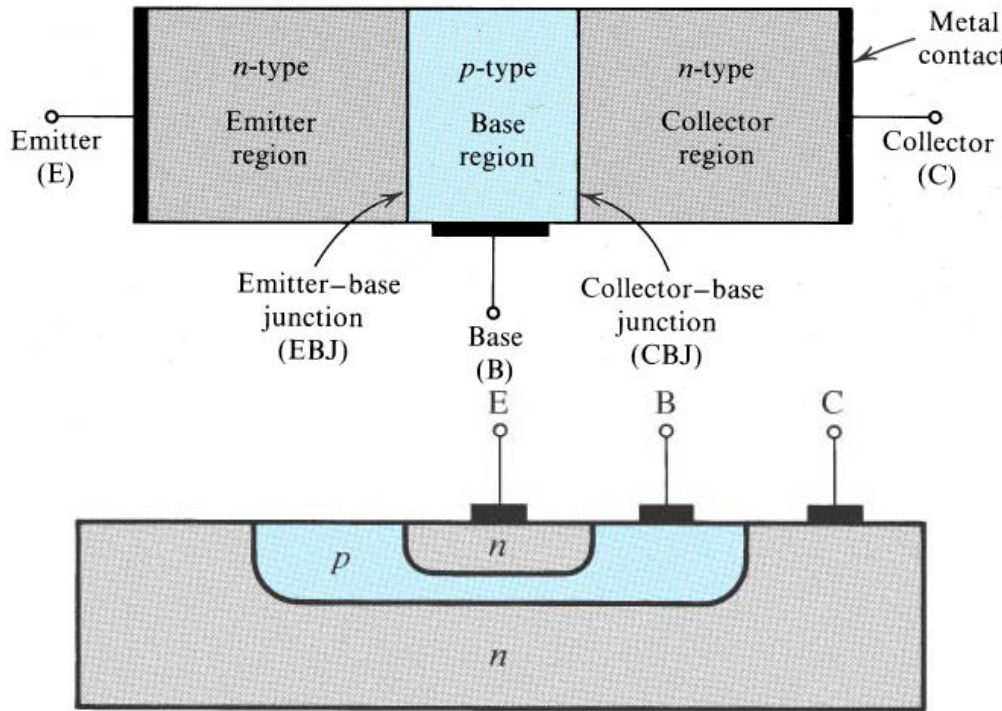 n-type
Emitter
region
p-type
Base
region
n-type
Collector
region
Metal
contact
Emitter
(E)
Collector
(C)
Emitter–base
junction
(EBJ)
Base
(B)
Collector–base
junction
(CBJ)
E
B
C
p
n
n